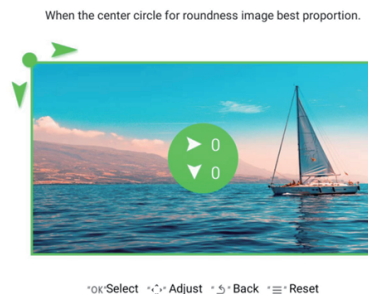 When the center circle for roundness image best proportion.
0
0
"OK"Select " " Adjust " " Back " " Reset